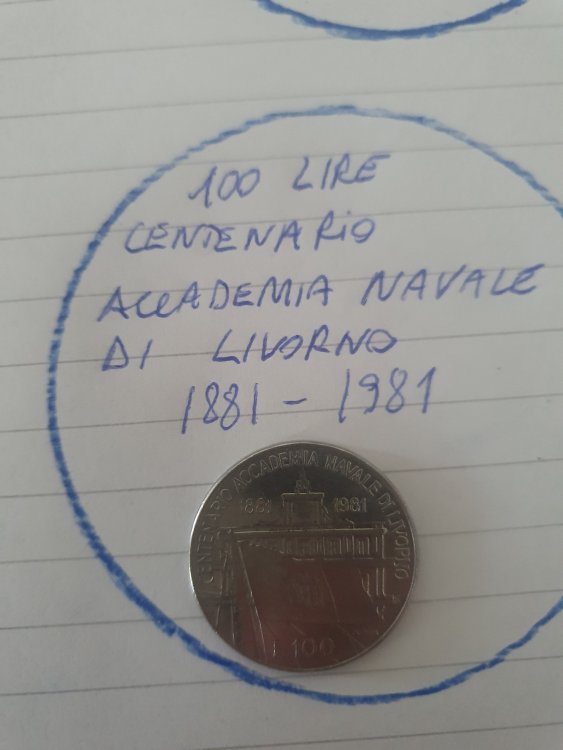 100 LIRE
CENTENARIO
ACCADEMIA NAVALE
DI LIVORNO
1881 - 1981
CENTENARIO ACCADEMIA NAVALE DI LIVORNO
1881 1981
L. 100